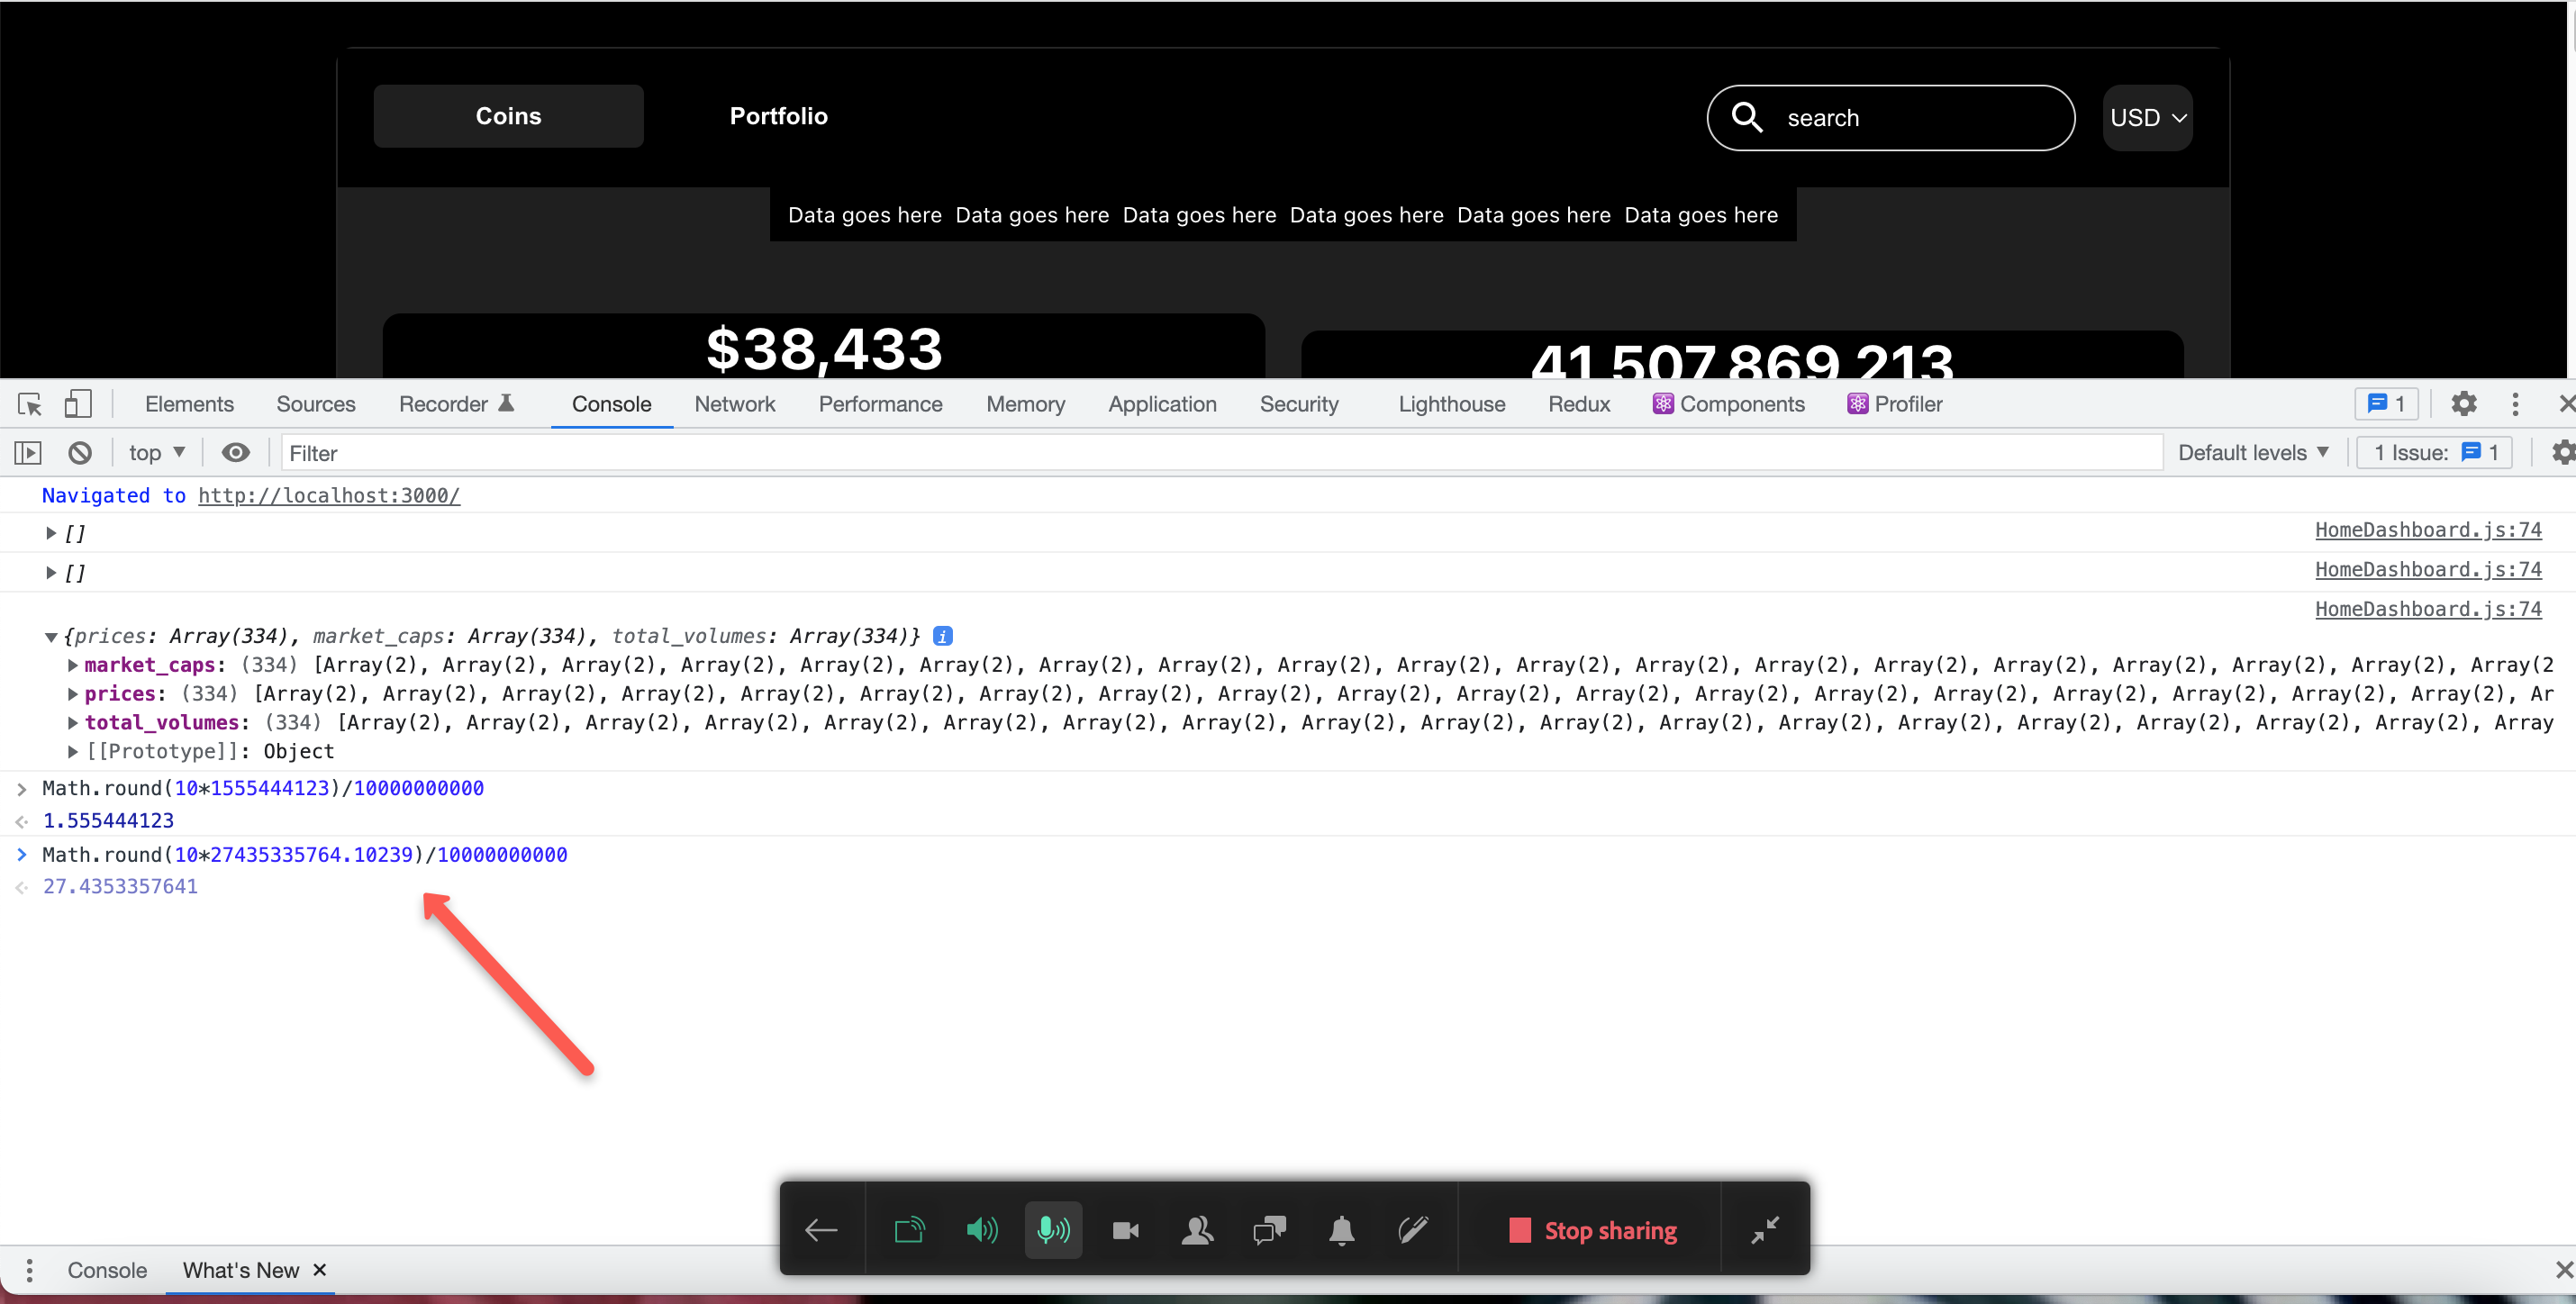 Coins Portfolio search USD
Data goes here Data goes here Data goes here Data goes here Data goes here Data goes here
$38,433
41,507,869,213
Elements Sources Recorder Console Network Performance Memory Application Security Lighthouse Redux Components Profiler 1
top Filter Default levels 1 Issue: 1
Navigated to http://localhost:3000/
[] HomeDashboard.js:74
[] HomeDashboard.js:74
HomeDashboard.js:74
{prices: Array(334), market_caps: Array(334), total_volumes: Array(334)} i
market_caps: (334) [Array(2), Array(2), Array(2), Array(2), Array(2), Array(2), Array(2), Array(2), Array(2), Array(2), Array(2), Array(2), Array(2), Array(2), Array(2), Array(2), Array(2), Array(2), Array(2
prices: (334) [Array(2), Array(2), Array(2), Array(2), Array(2), Array(2), Array(2), Array(2), Array(2), Array(2), Array(2), Array(2), Array(2), Array(2), Array(2), Array(2), Array(2), Array(2), Array(2), Ar
total_volumes: (334) [Array(2), Array(2), Array(2), Array(2), Array(2), Array(2), Array(2), Array(2), Array(2), Array(2), Array(2), Array(2), Array(2), Array(2), Array(2), Array(2), Array(2), Array(2), Array
[[Prototype]]: Object
Math.round(10*1555444123)/10000000000
1.555444123
Math.round(10*27435335764.10239)/10000000000
27.4353357641
Stop sharing
Console What's New